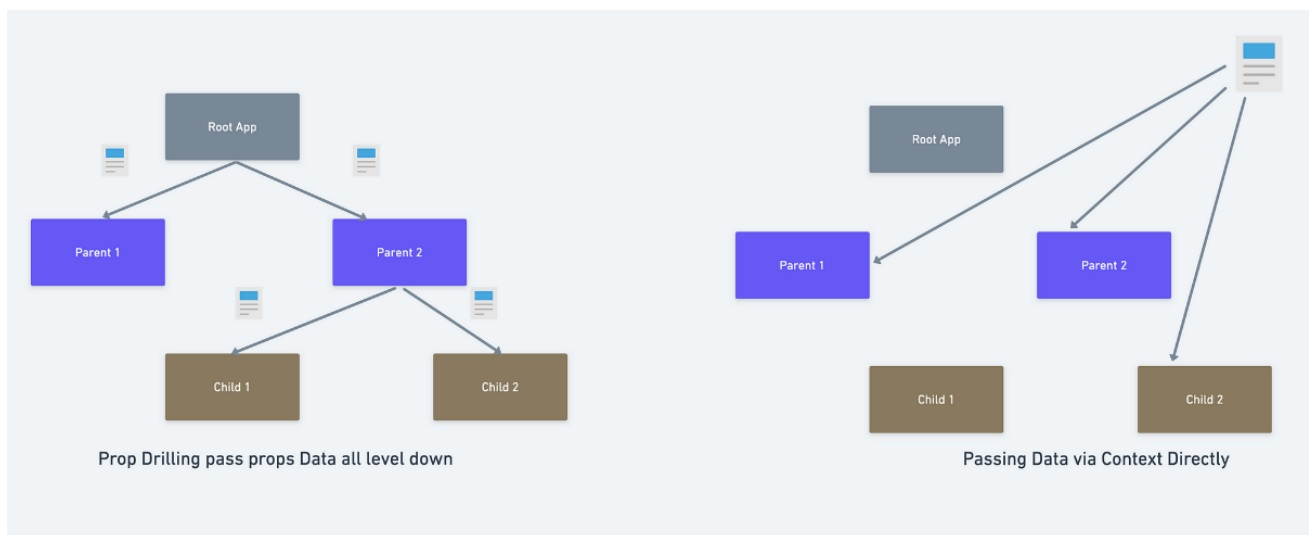 Root App
Parent 1
Parent 2
Child 1
Child 2
Prop Drilling pass props Data all level down
Root App
Parent 1
Parent 2
Child 1
Child 2
Passing Data via Context Directly